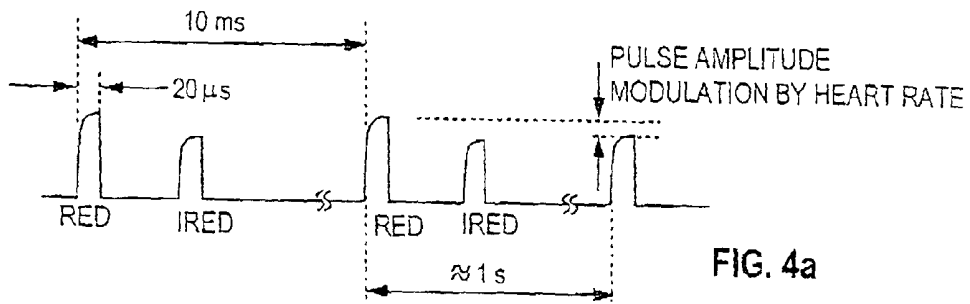 10 ms
PULSE AMPLITUDE
MODULATION BY HEART RATE
20 µs
RED
IRED
RED
IRED
≈ 1 s
FIG. 4a